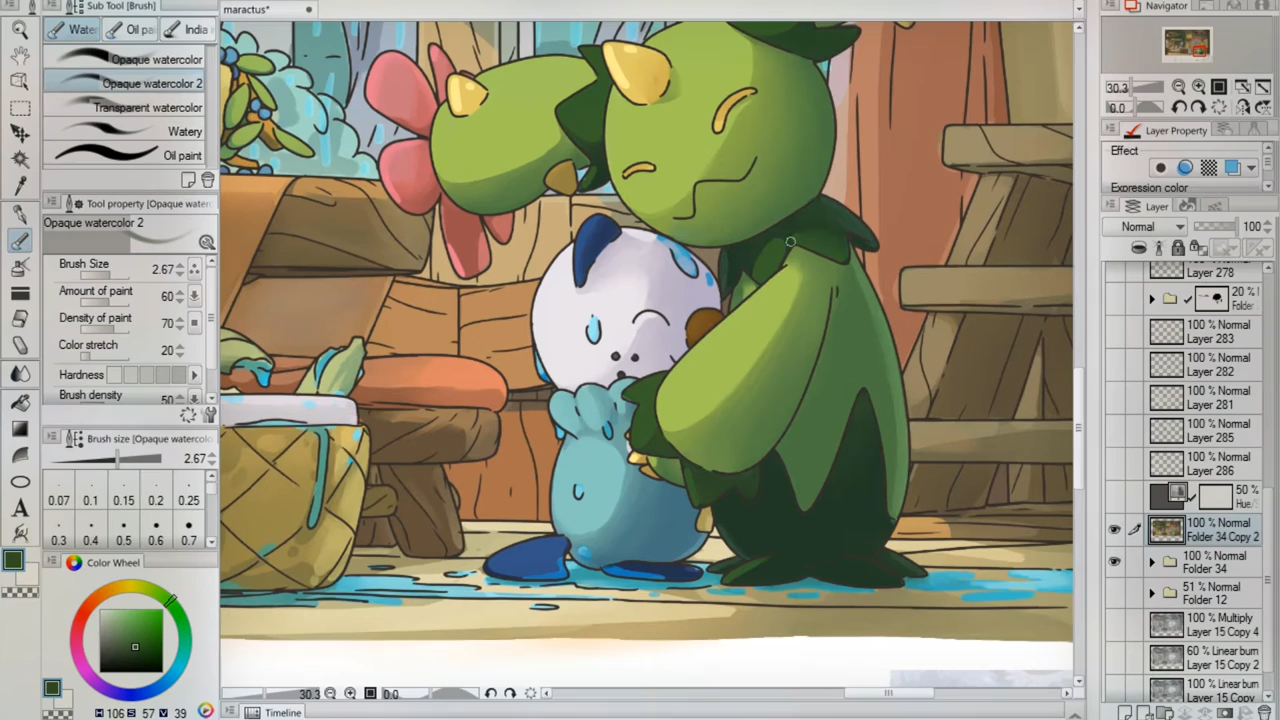 Sub Tool [Brush]
maractus
Navigator
Water
Oil pa
India
Opaque watercolor
Opaque watercolor 2
Transparent watercolor
Watery
Oil paint
30.3
0.0
Layer Property
Effect
Expression color
Tool property [Opaque water
Opaque watercolor 2
Brush Size 2.67
Amount of paint 60
Density of paint 70
Color stretch 20
Hardness
Brush density 50
Layer
Normal 100
Layer 278
20 %
Folder
100 % Normal
Layer 283
100 % Normal
Layer 282
100 % Normal
Layer 281
100 % Normal
Layer 285
100 % Normal
Layer 286
50 %
Hue/
100 % Normal
Folder 34 Copy 2
100 % Normal
Folder 34
51 % Normal
Folder 12
100 % Multiply
Layer 15 Copy 4
60 % Linear burn
Layer 15 Copy 2
100 % Linear burn
Layer 15 Copy
Brush size [Opaque watercolo
2.67
0.07 0.1 0.15 0.2 0.25
0.3 0.4 0.5 0.6 0.7
Color Wheel
H 106 S 57 V 39
30.3
0.0
Timeline
A